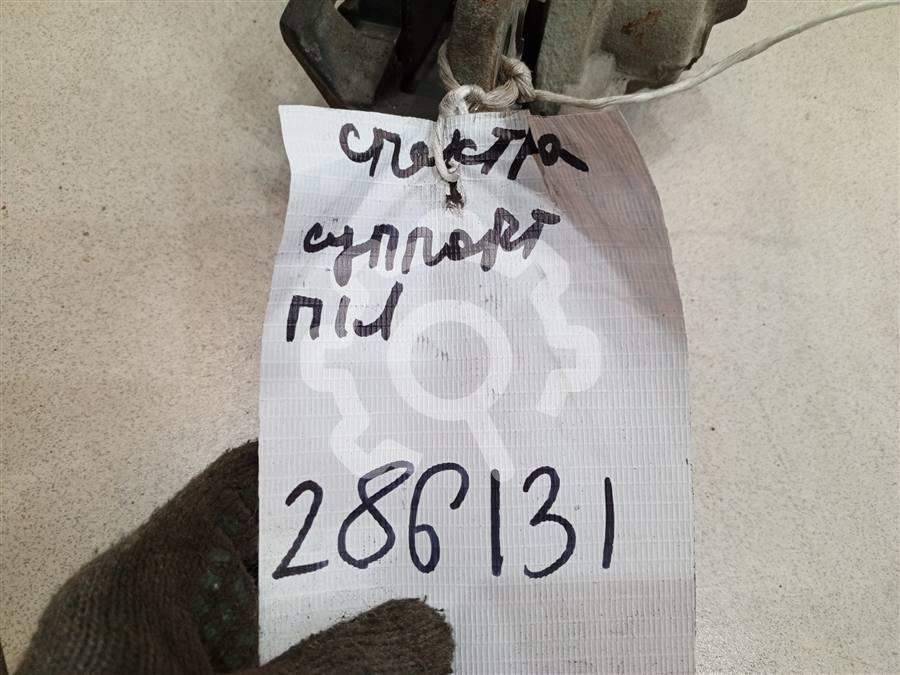 спектра
суппорт
п/л
286131